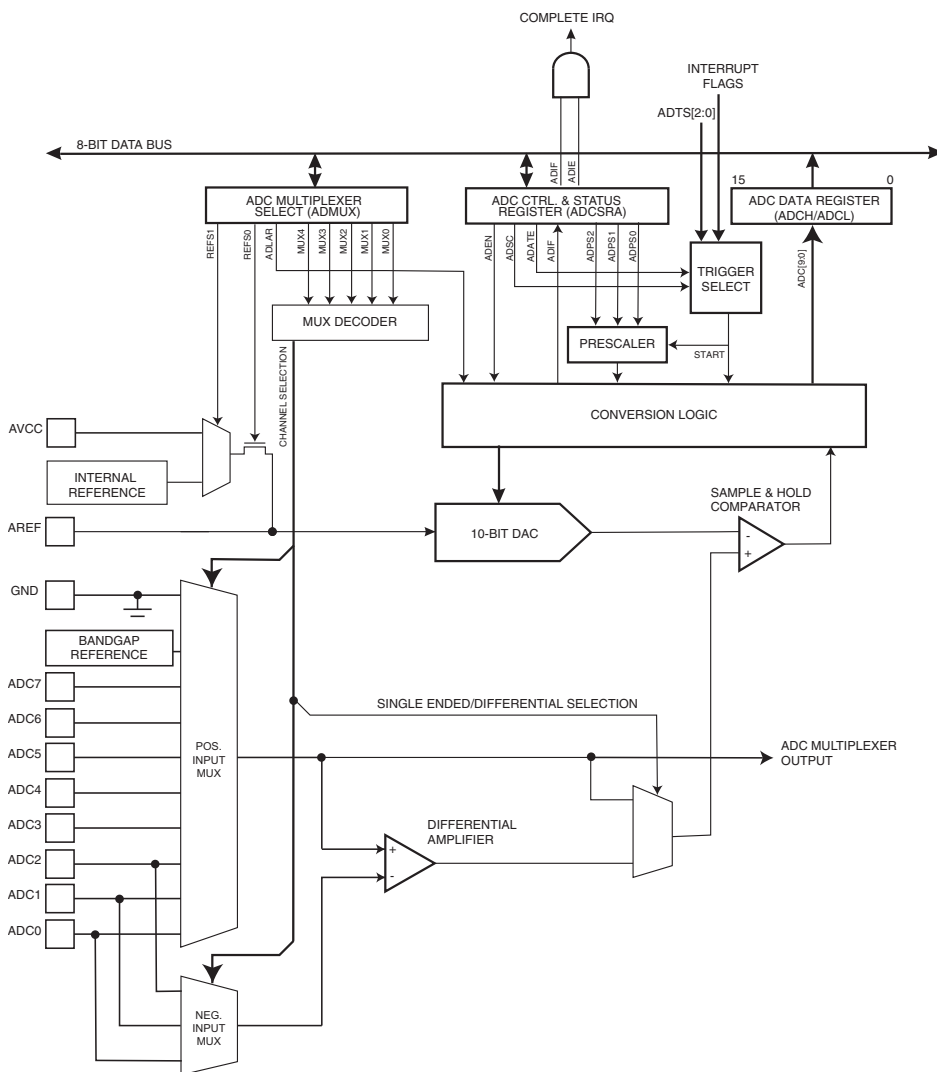 COMPLETE IRQ
INTERRUPT
FLAGS
ADTS[2:0]
8-BIT DATA BUS
ADIF
ADIE
15
0
ADC MULTIPLEXER
SELECT (ADMUX)
ADC CTRL. & STATUS
REGISTER (ADCSRA)
ADC DATA REGISTER
(ADCH/ADCL)
REFS1
REFS0
ADLAR
MUX4
MUX3
MUX2
MUX1
MUX0
ADEN
ADSC
ADATE
ADIF
ADPS2
ADPS1
ADPS0
ADC[9:0]
TRIGGER
SELECT
MUX DECODER
PRESCALER
START
CHANNEL SELECTION
CONVERSION LOGIC
AVCC
INTERNAL
REFERENCE
SAMPLE & HOLD
COMPARATOR
AREF
10-BIT DAC
-
+
GND
BANDGAP
REFERENCE
ADC7
SINGLE ENDED/DIFFERENTIAL SELECTION
ADC6
ADC5
POS.
INPUT
MUX
ADC MULTIPLEXER
OUTPUT
ADC4
ADC3
DIFFERENTIAL
AMPLIFIER
+
-
ADC2
ADC1
ADC0
NEG.
INPUT
MUX